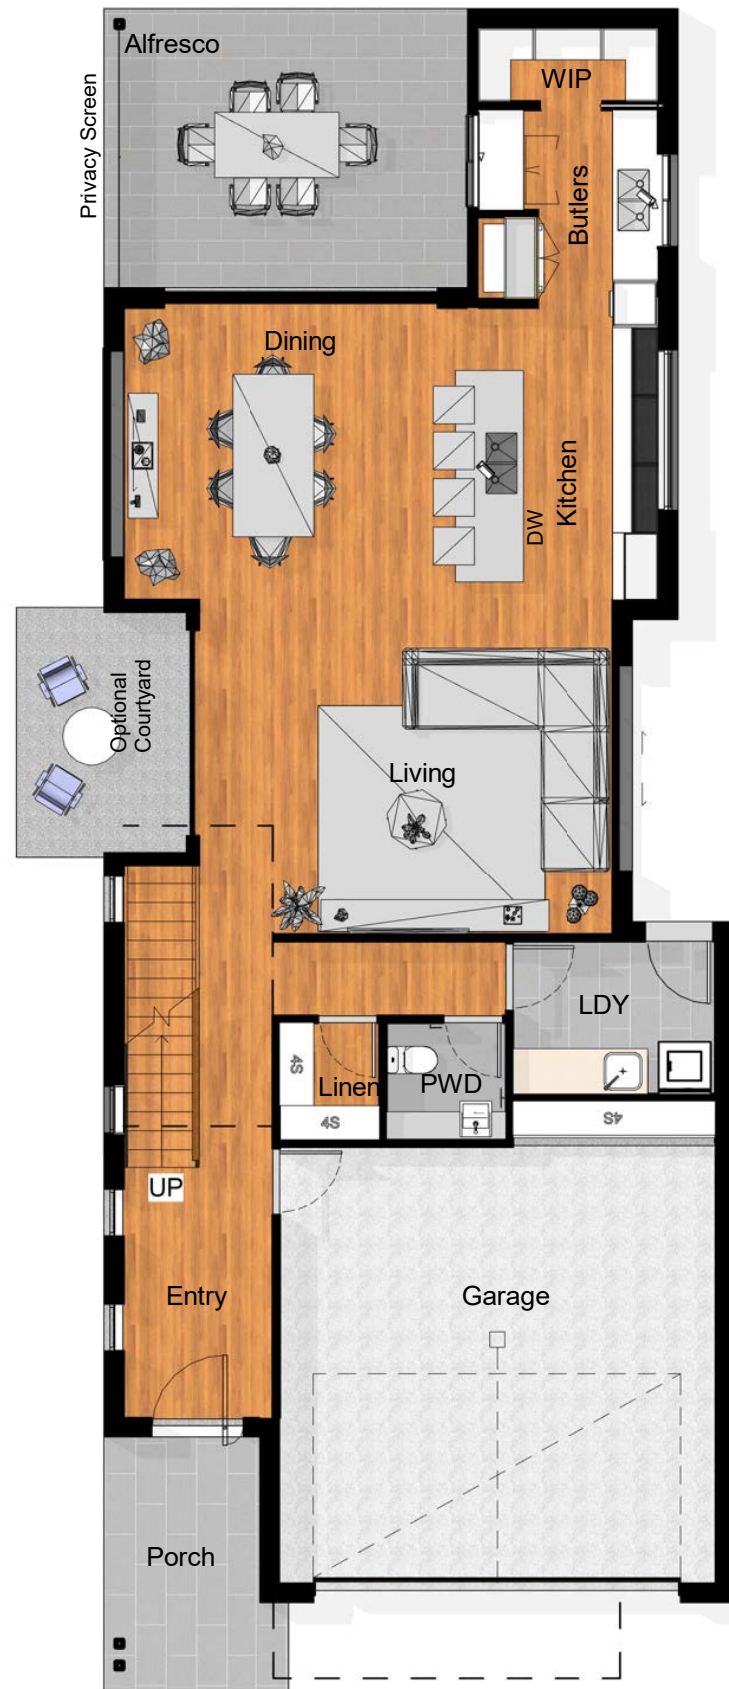 Alfresco
WIP
Privacy Screen
Butlers
Dining
Kitchen
DW
Optional
Courtyard
Living
LDY
4S
Linen
PWD
4S
4S
UP
Entry
Garage
Porch